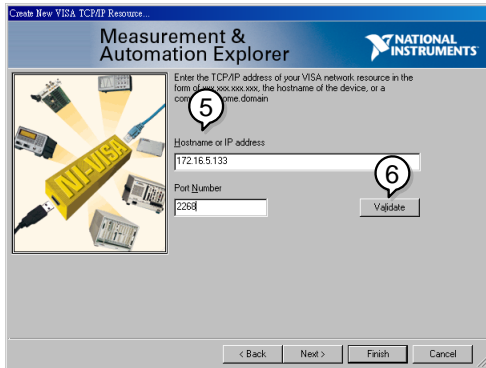 Create New VISA TCP/IP Resource...
Measurement &
Automation Explorer
NATIONAL
INSTRUMENTS
Enter the TCP/IP address of your VISA network resource in the
form of xxx.xxx.xxx.xxx, the hostname of the device, or a
5
Hostname or IP address
172.16.5.133
6
Port Number
2268
Validate
NI-VISA
< Back
Next >
Finish
Cancel